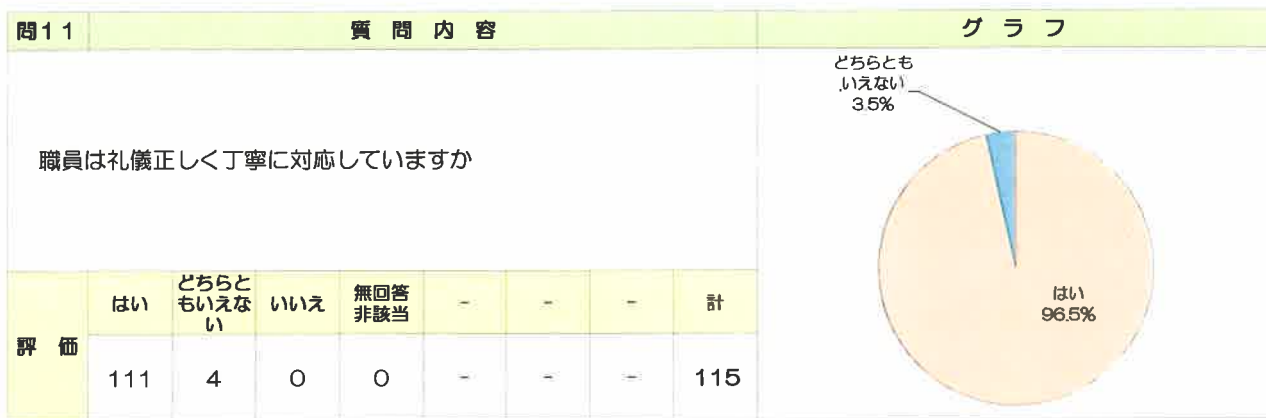 問11 質問内容 グラフ
職員は礼儀正しく丁寧に対応していますか
どちらとも
いえない
3.5%
はい
96.5%
評価 はい どちらと
もいえな
い いいえ 無回答
非該当 - - - 計
111 4 0 0 - - - 115